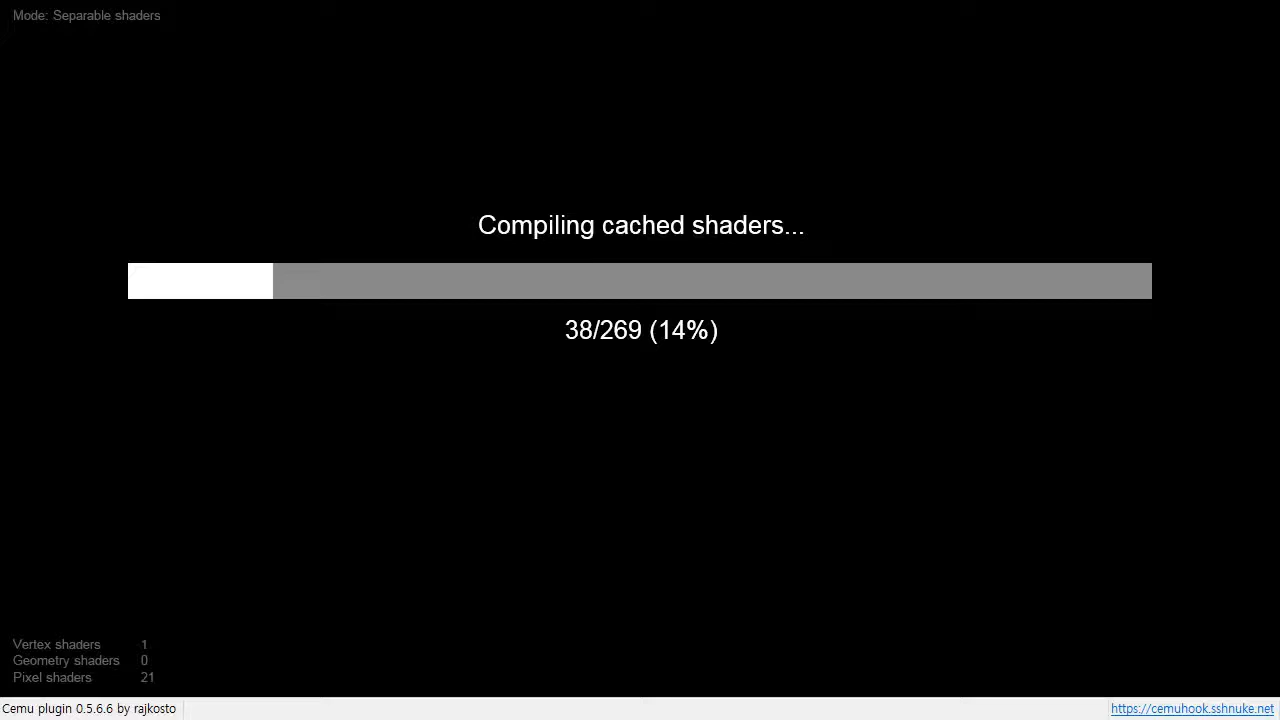 Mode: Separable shaders
Compiling cached shaders...
38/269 (14%)
Vertex shaders 1
Geometry shaders 0
Pixel shaders 21
Cemu plugin 0.5.6.6 by rajkosto
https://cemuhook.sshnuke.net